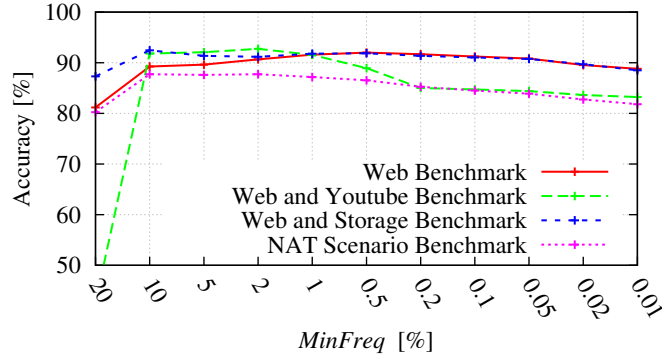 100
90
80
70
60
50
Accuracy [%]
Web Benchmark
Web and Youtube Benchmark
Web and Storage Benchmark
NAT Scenario Benchmark
20 10 5 2 1 0.5 0.2 0.1 0.05 0.02 0.01
MinFreq [%]